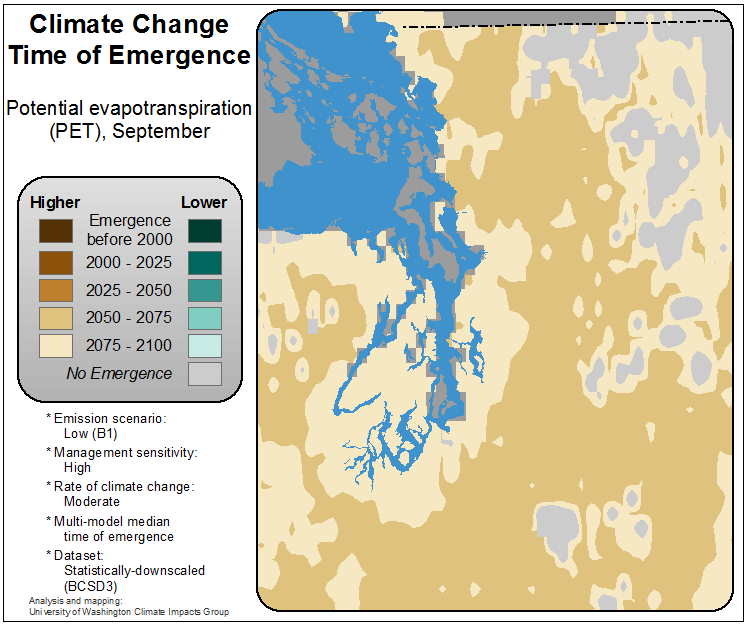 Climate Change
Time of Emergence
Potential evapotranspiration
(PET), September
Higher Lower
Emergence
before 2000
2000 - 2025
2025 - 2050
2050 - 2075
2075 - 2100
No Emergence
* Emission scenario:
Low (B1)
* Management sensitivity:
High
* Rate of climate change:
Moderate
* Multi-model median
time of emergence
* Dataset:
Statistically-downscaled
(BCSD3)
Analysis and mapping:
University of Washington Climate Impacts Group